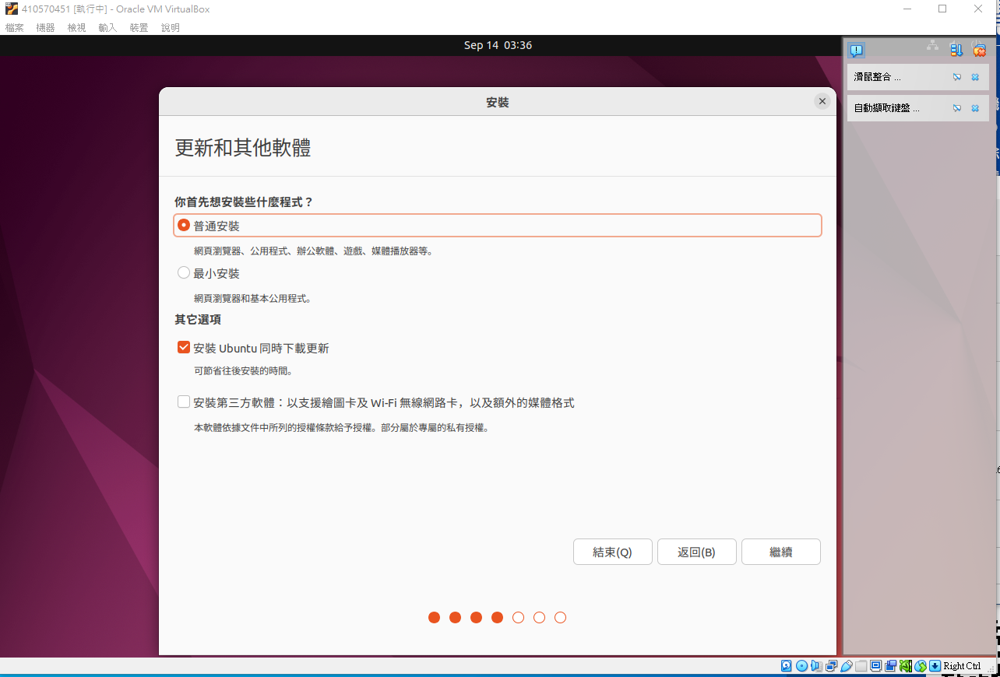 410570451 [執行中] - Oracle VM VirtualBox
檔案 機器 檢視 輸入 裝置 說明
Sep 14 03:36
滑鼠整合 ...
自動擷取鍵盤 ...
安裝
更新和其他軟體
你首先想安裝些什麼程式？
普通安裝
網頁瀏覽器、公用程式、辦公軟體、遊戲、媒體播放器等。
最小安裝
網頁瀏覽器和基本公用程式。
其它選項
安裝 Ubuntu 同時下載更新
可節省往後安裝的時間。
安裝第三方軟體：以支援繪圖卡及 Wi-Fi 無線網路卡，以及額外的媒體格式
本軟體依據文件中所列的授權條款給予授權。部分屬於專屬的私有授權。
結束(Q) 返回(B) 繼續
Right Ctrl